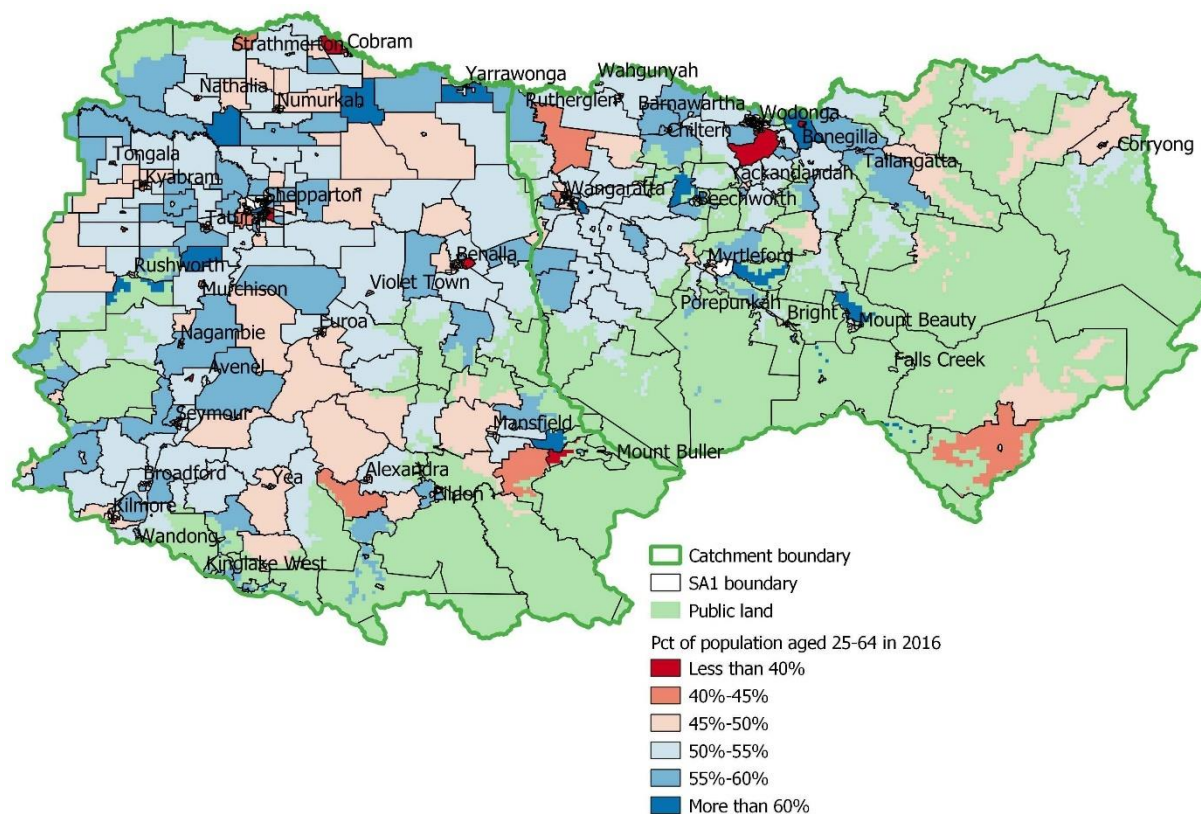 Strathmerton
Cobram
Yarrawonga
Wahgunyah
Nathalia
Numurkah
Rutherglen
Barnawartha
Wodonga
Chiltern
Bonegilla
Corryong
Tongala
Tallangatta
Kyabram
Yackandandah
Shepparton
Wangaratta
Beechworth
Tatura
Benalla
Myrtleford
Rushworth
Violet Town
Murchison
Porepunkah
Bright
Mount Beauty
Nagambie
Euroa
Falls Creek
Avenel
Seymour
Mansfield
Mount Buller
Broadford
Yea
Alexandra
Eildon
Kilmore
Wandong
Kinglake West
Catchment boundary
SA1 boundary
Public land
Pct of population aged 25-64 in 2016
Less than 40%
40%-45%
45%-50%
50%-55%
55%-60%
More than 60%